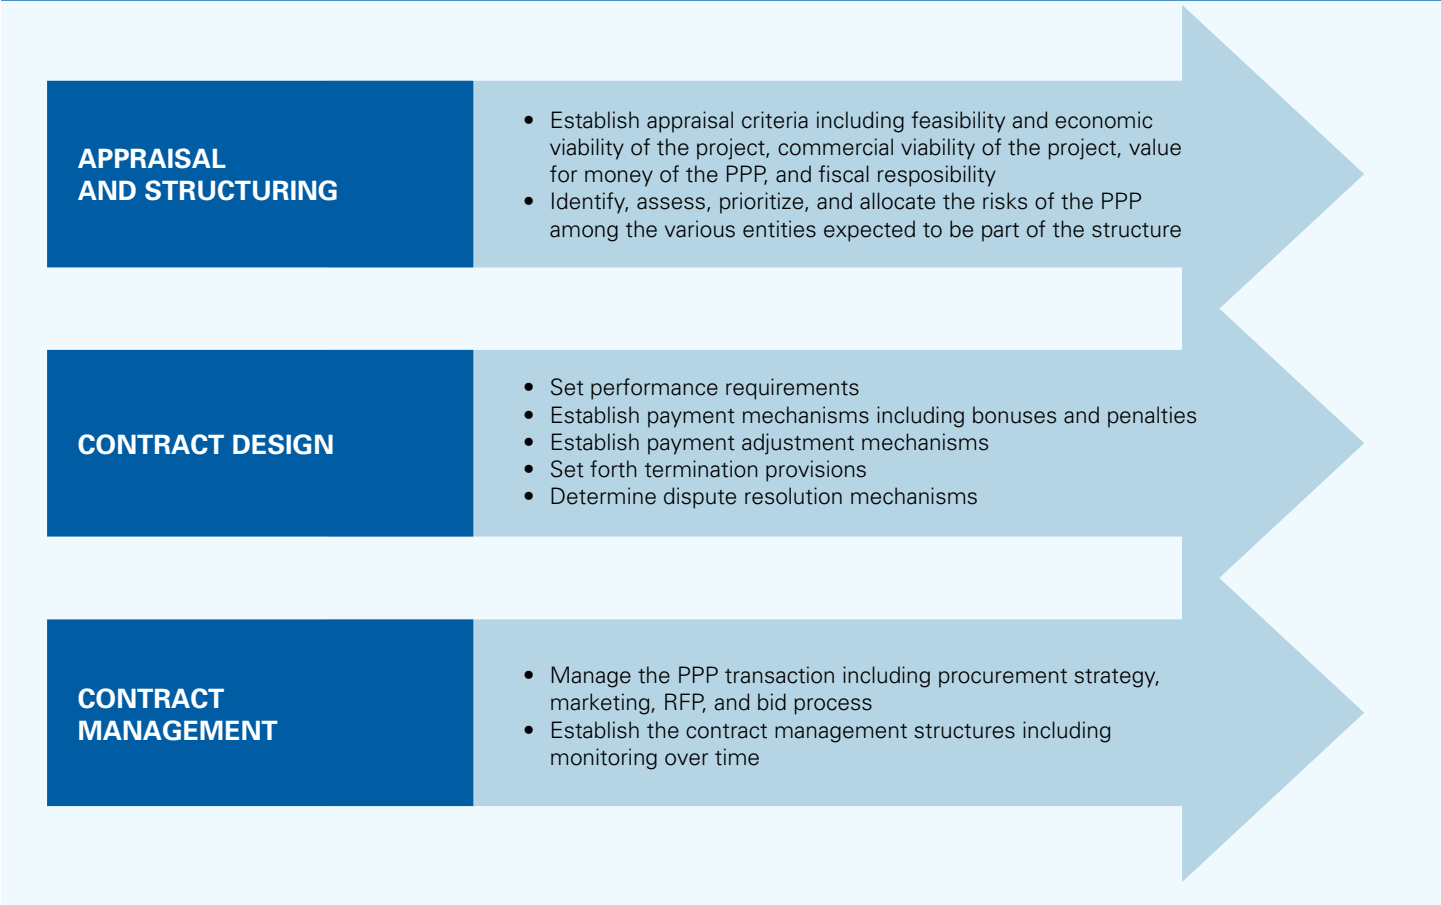 APPRAISAL
AND STRUCTURING
• Establish appraisal criteria including feasibility and economic
viability of the project, commercial viability of the project, value
for money of the PPP, and fiscal resposibility
• Identify, assess, prioritize, and allocate the risks of the PPP
among the various entities expected to be part of the structure
CONTRACT DESIGN
• Set performance requirements
• Establish payment mechanisms including bonuses and penalties
• Establish payment adjustment mechanisms
• Set forth termination provisions
• Determine dispute resolution mechanisms
CONTRACT
MANAGEMENT
• Manage the PPP transaction including procurement strategy,
marketing, RFP, and bid process
• Establish the contract management structures including
monitoring over time